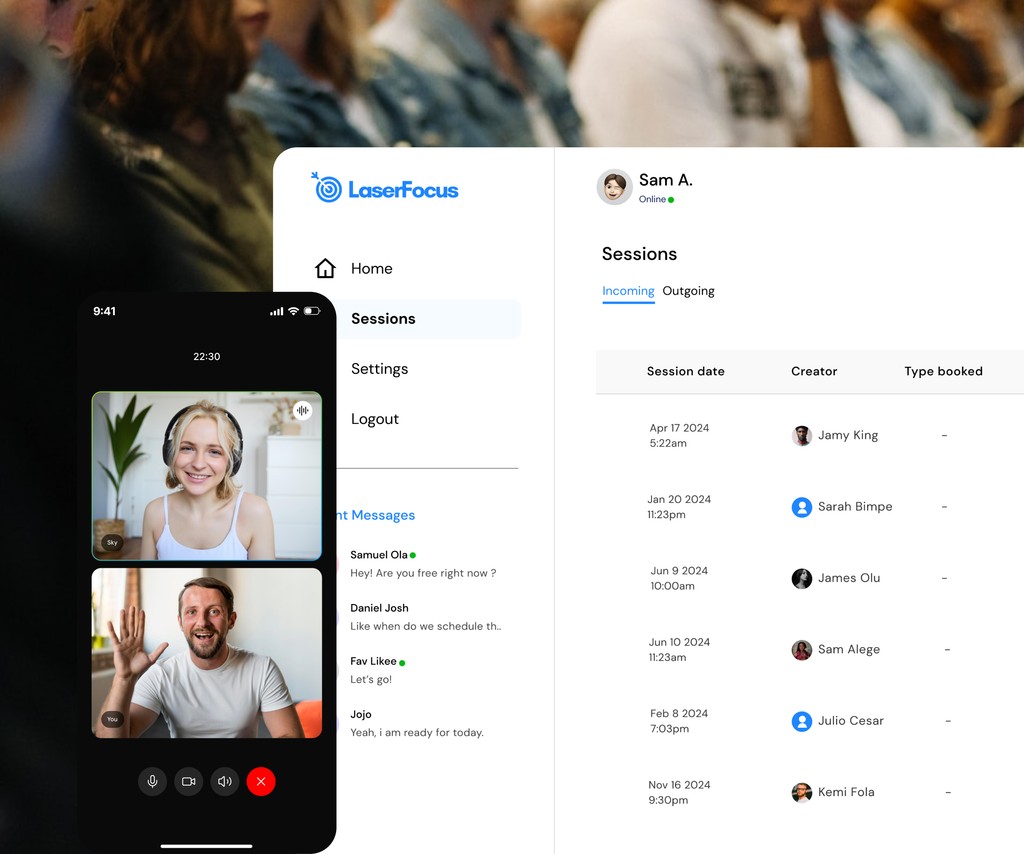 LaserFocus
Home
Sessions
Settings
Logout
nt Messages
Samuel Ola
Hey! Are you free right now ?
Daniel Josh
Like when do we schedule th..
Fav Likee
Let's go!
Jojo
Yeah, i am ready for today.
9:41
22:30
Sky
You
Sam A.
Online
Sessions
Incoming Outgoing
Session date Creator Type booked
Apr 17 2024
5:22am
Jamy King -
Jan 20 2024
11:23pm
Sarah Bimpe -
Jun 9 2024
10:00am
James Olu -
Jun 10 2024
11:23am
Sam Alege -
Feb 8 2024
7:03pm
Julio Cesar -
Nov 16 2024
9:30pm
Kemi Fola -